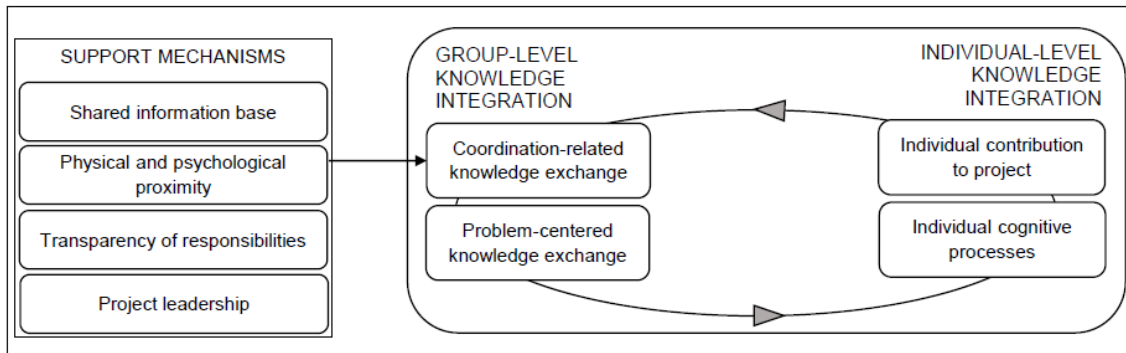 SUPPORT MECHANISMS
Shared information base
Physical and psychological
proximity
Transparency of responsibilities
Project leadership
GROUP-LEVEL
KNOWLEDGE
INTEGRATION
Coordination-related
knowledge exchange
Problem-centered
knowledge exchange
INDIVIDUAL-LEVEL
KNOWLEDGE
INTEGRATION
Individual contribution
to project
Individual cognitive
processes